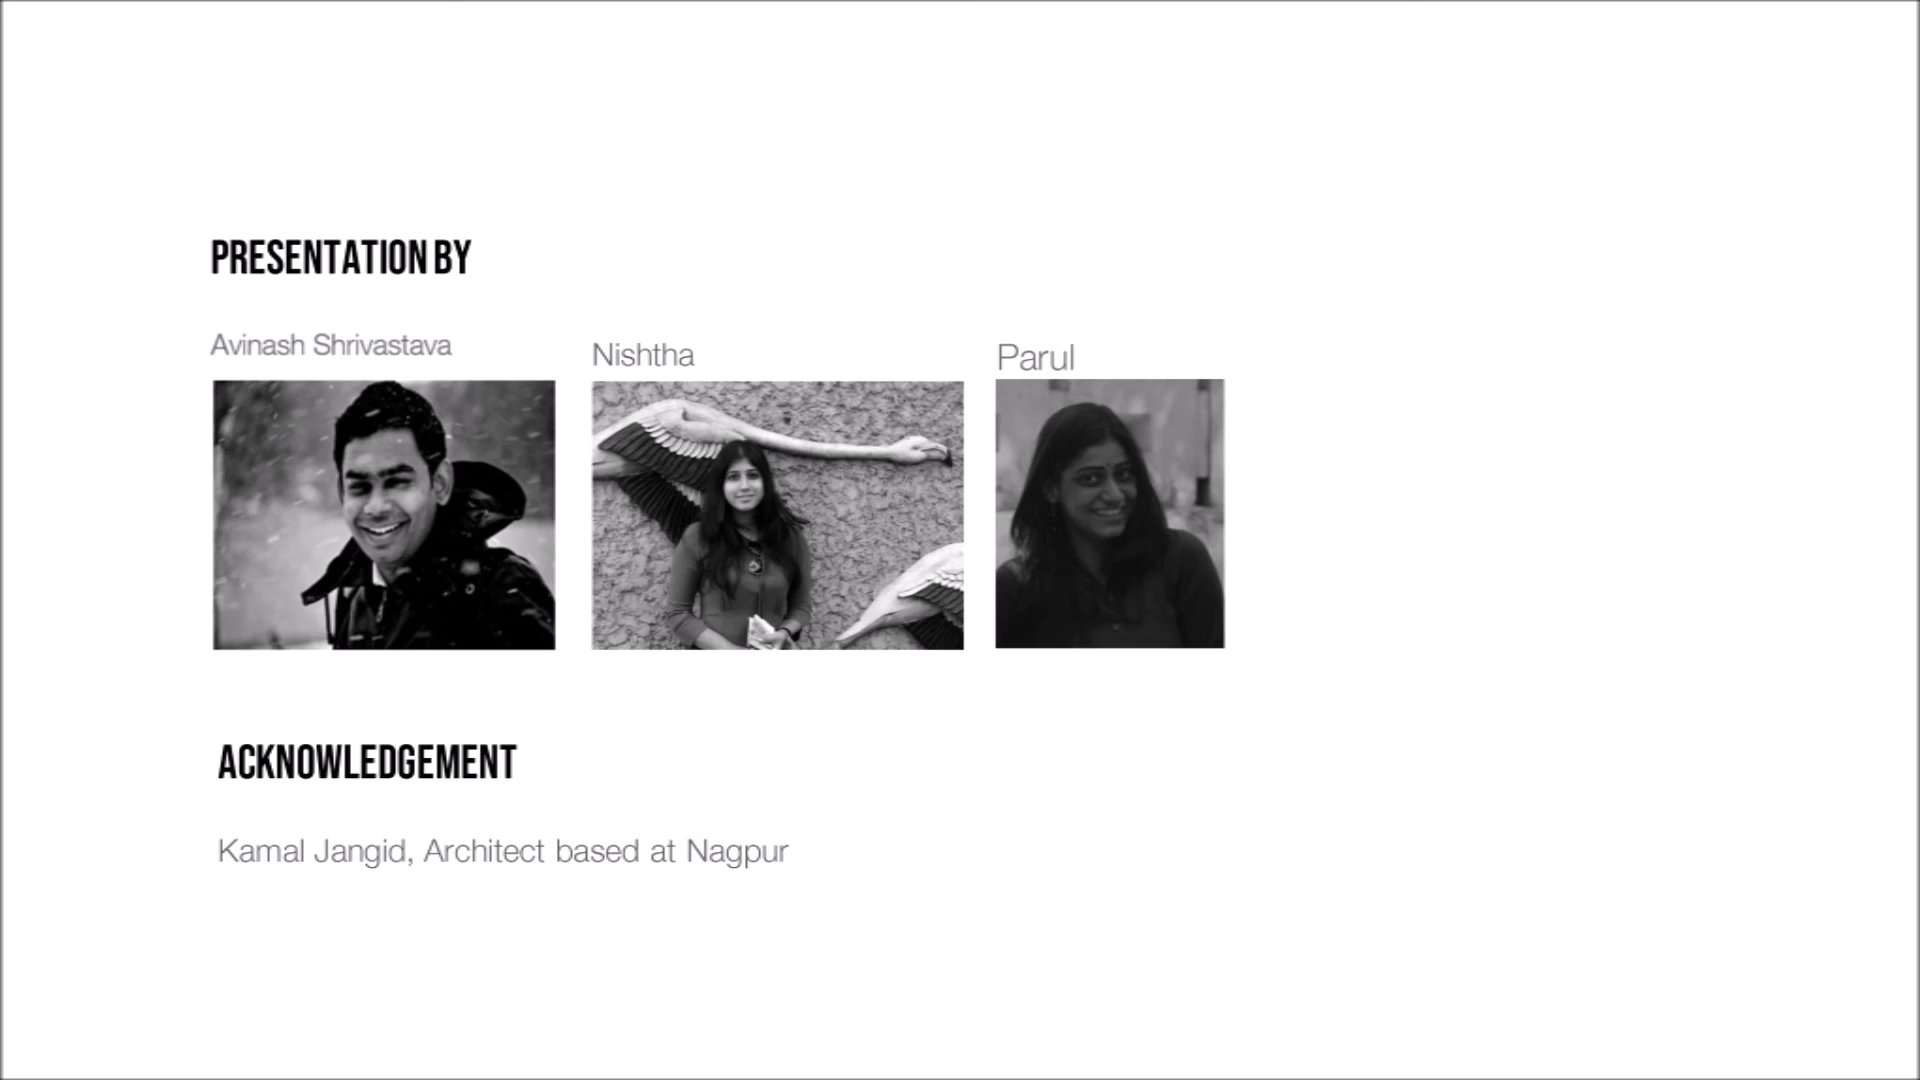 PRESENTATION BY
Avinash Shrivastava
Nishtha
Parul
ACKNOWLEDGEMENT
Kamal Jangid, Architect based at Nagpur